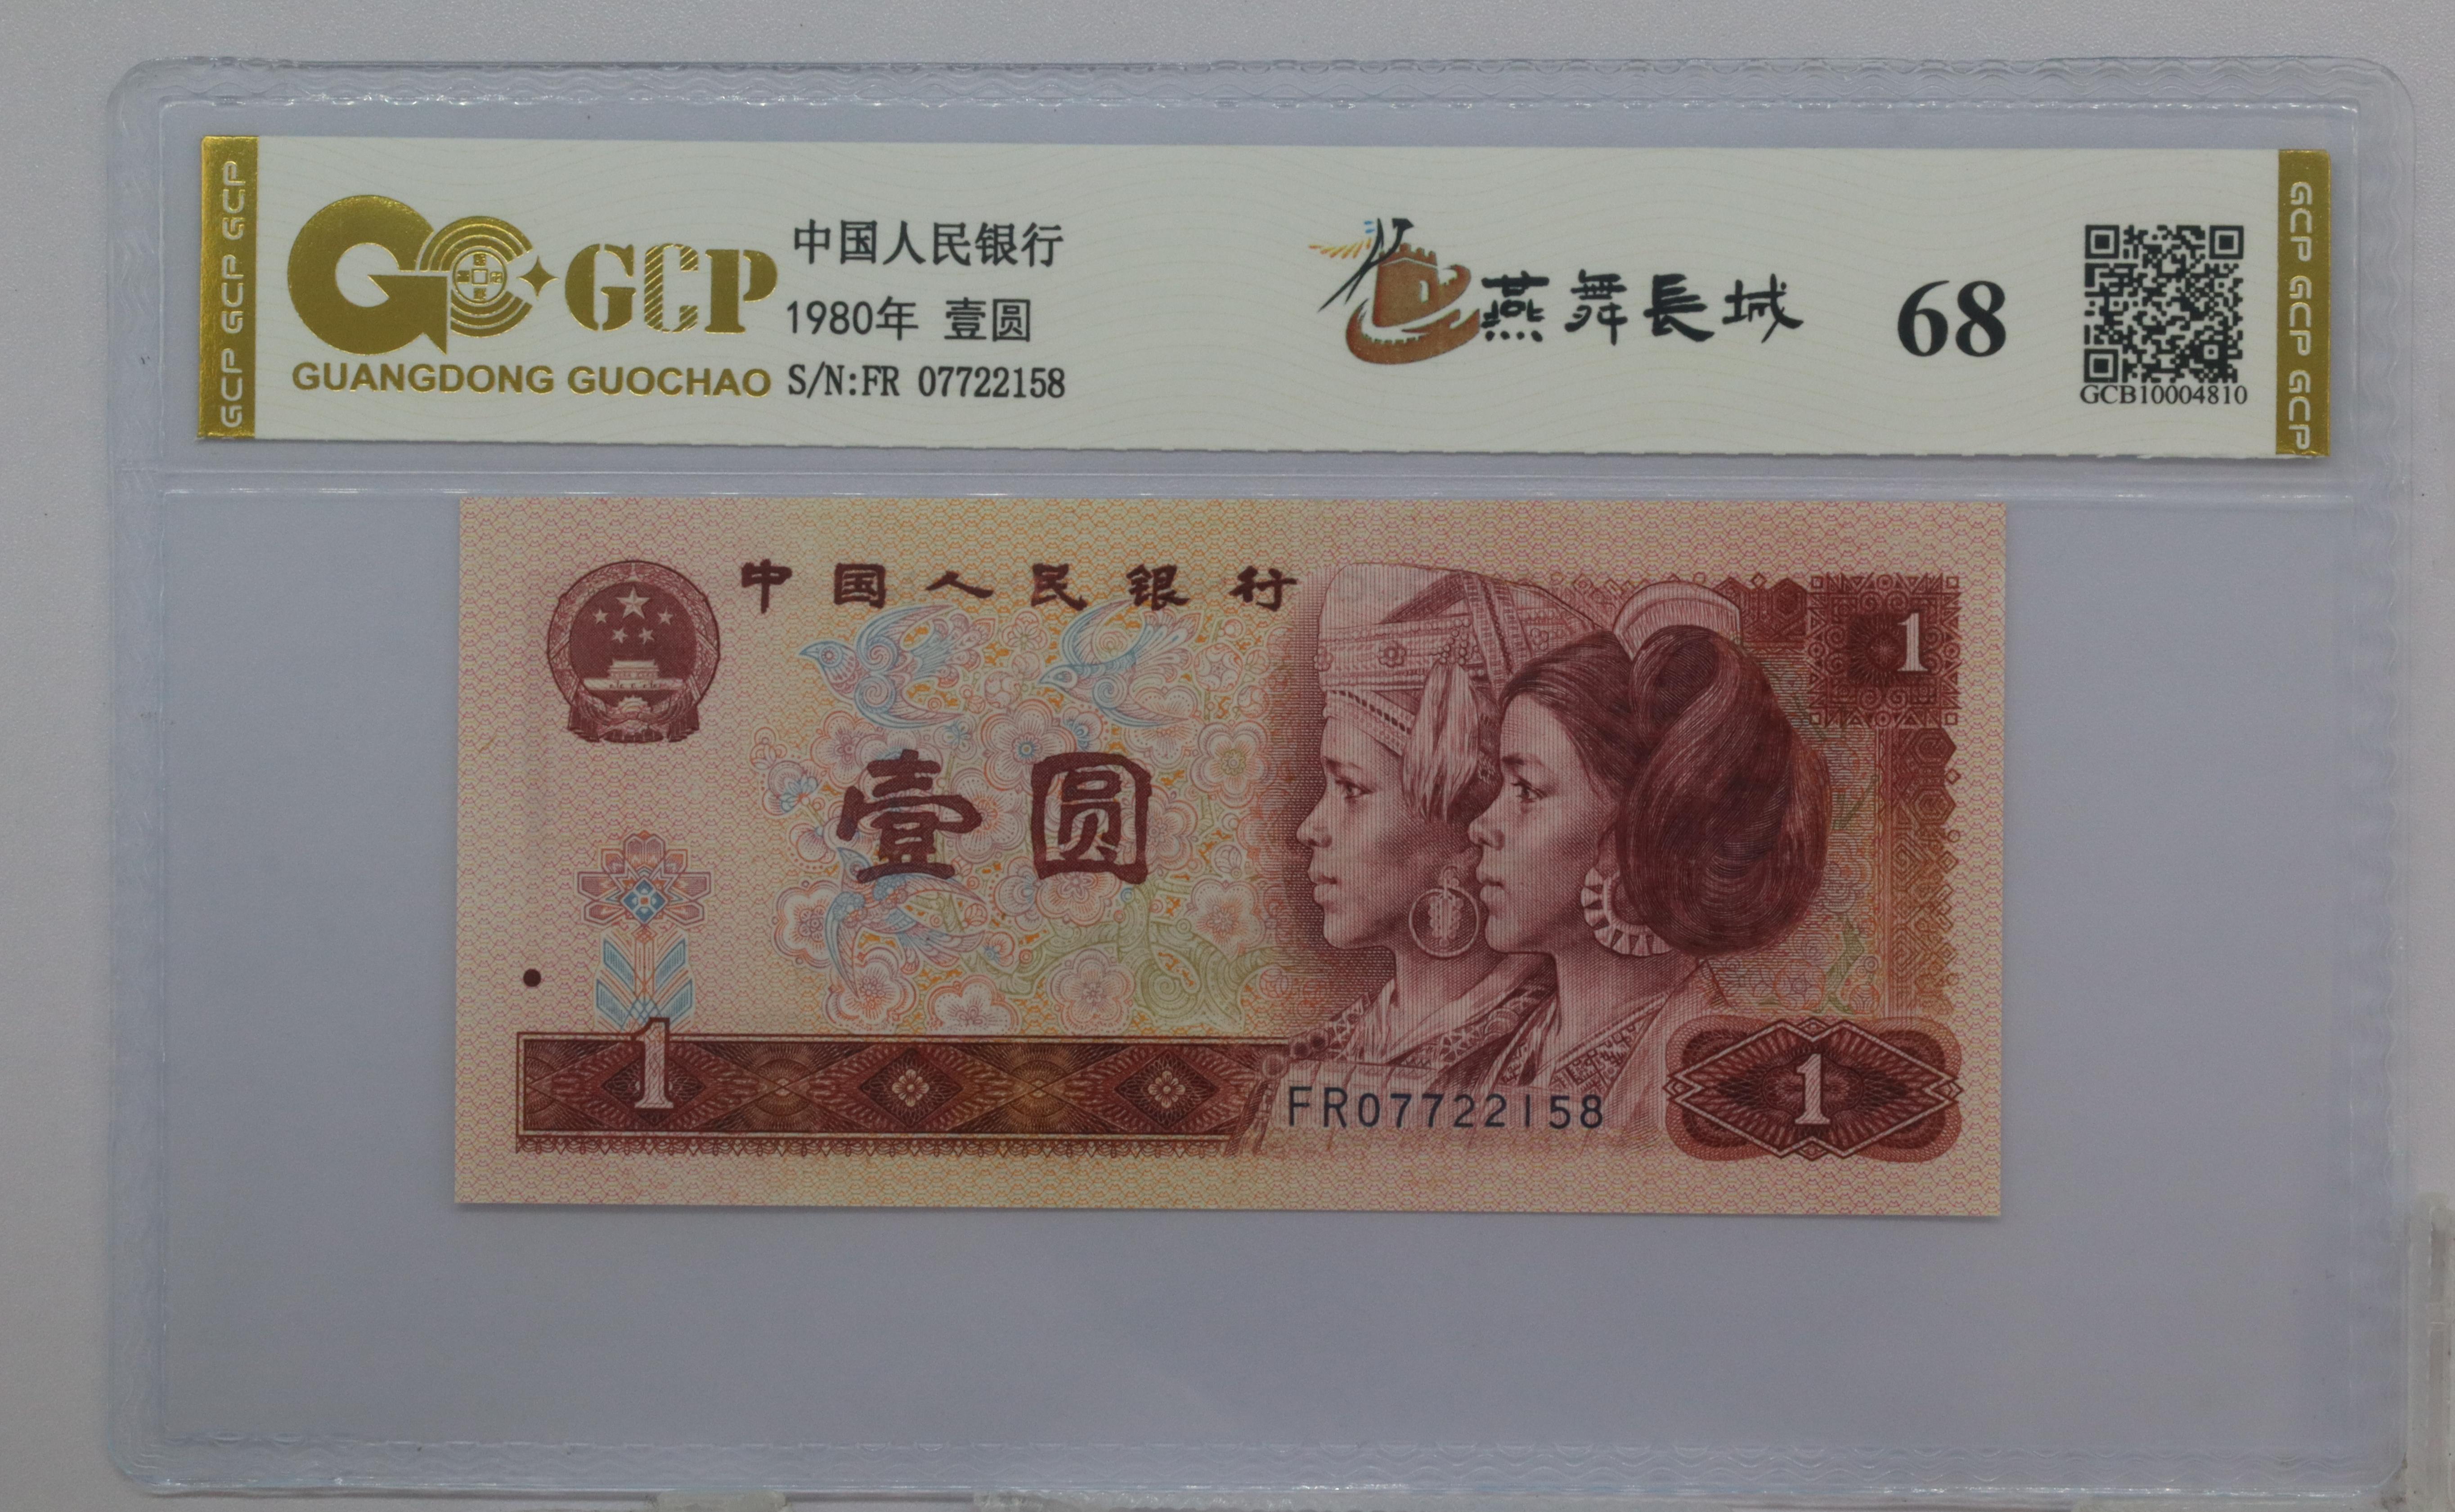 GCP GCP GCP
GCP
GUANGDONG GUOCHAO
中国人民银行
1980年 壹圆
S/N:FR 07722158
燕舞長城
68
GCB10004810
GCP GCP GCP GCP
中国人民银行
1
壹圆
1
FR07722158
1